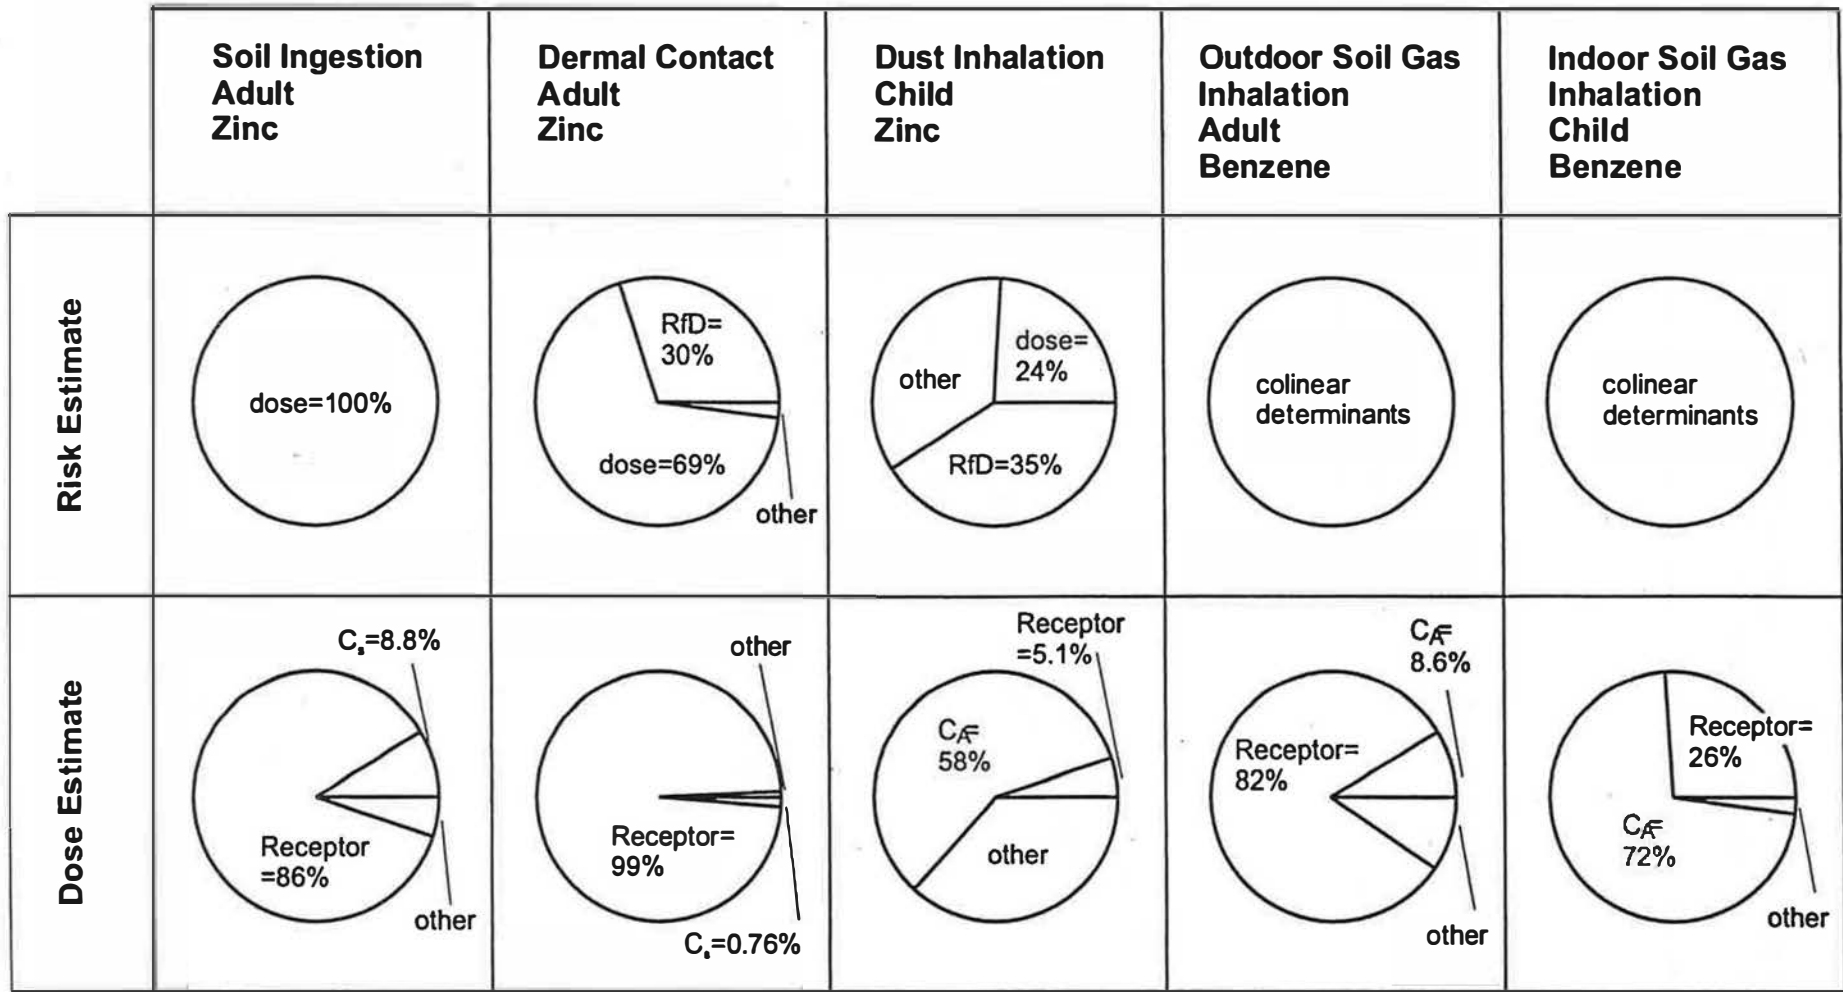 Soil Ingestion
Adult
Zinc
Dermal Contact
Adult
Zinc
Dust Inhalation
Child
Zinc
Outdoor Soil Gas
Inhalation
Adult
Benzene
Indoor Soil Gas
Inhalation
Child
Benzene
Risk Estimate
dose=100%
RfD=
30%
dose=69%
other
other
dose=
24%
RfD=35%
colinear
determinants
colinear
determinants
Dose Estimate
Cs=8.8%
Receptor
=86%
other
other
Receptor=
99%
Cs=0.76%
Receptor
=5.1%
CA=
58%
other
CA=
8.6%
Receptor=
82%
other
Receptor=
26%
CA=
72%
other